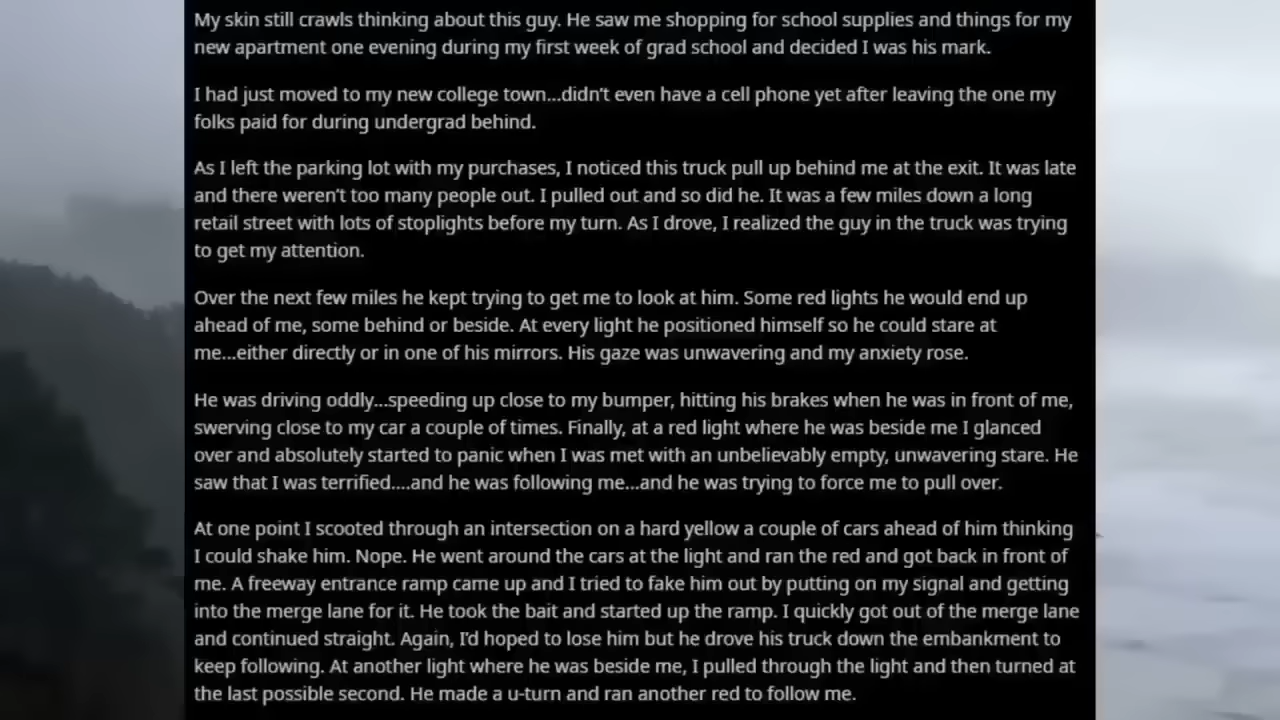 My skin still crawls thinking about this guy. He saw me shopping for school supplies and things for my
new apartment one evening during my first week of grad school and decided I was his mark.
I had just moved to my new college town...didn't even have a cell phone yet after leaving the one my
folks paid for during undergrad behind.
As I left the parking lot with my purchases, I noticed this truck pull up behind me at the exit. It was late
and there weren't too many people out. I pulled out and so did he. It was a few miles down a long
retail street with lots of stoplights before my turn. As I drove, I realized the guy in the truck was trying
to get my attention.
Over the next few miles he kept trying to get me to look at him. Some red lights he would end up
ahead of me, some behind or beside. At every light he positioned himself so he could stare at
me...either directly or in one of his mirrors. His gaze was unwavering and my anxiety rose.
He was driving oddly...speeding up close to my bumper, hitting his brakes when he was in front of me,
swerving close to my car a couple of times. Finally, at a red light where he was beside me I glanced
over and absolutely started to panic when I was met with an unbelievably empty, unwavering stare. He
saw that I was terrified....and he was following me...and he was trying to force me to pull over.
At one point I scooted through an intersection on a hard yellow a couple of cars ahead of him thinking
I could shake him. Nope. He went around the cars at the light and ran the red and got back in front of
me. A freeway entrance ramp came up and I tried to fake him out by putting on my signal and getting
into the merge lane for it. He took the bait and started up the ramp. I quickly got out of the merge lane
and continued straight. Again, I'd hoped to lose him but he drove his truck down the embankment to
keep following. At another light where he was beside me, I pulled through the light and then turned at
the last possible second. He made a u-turn and ran another red to follow me.